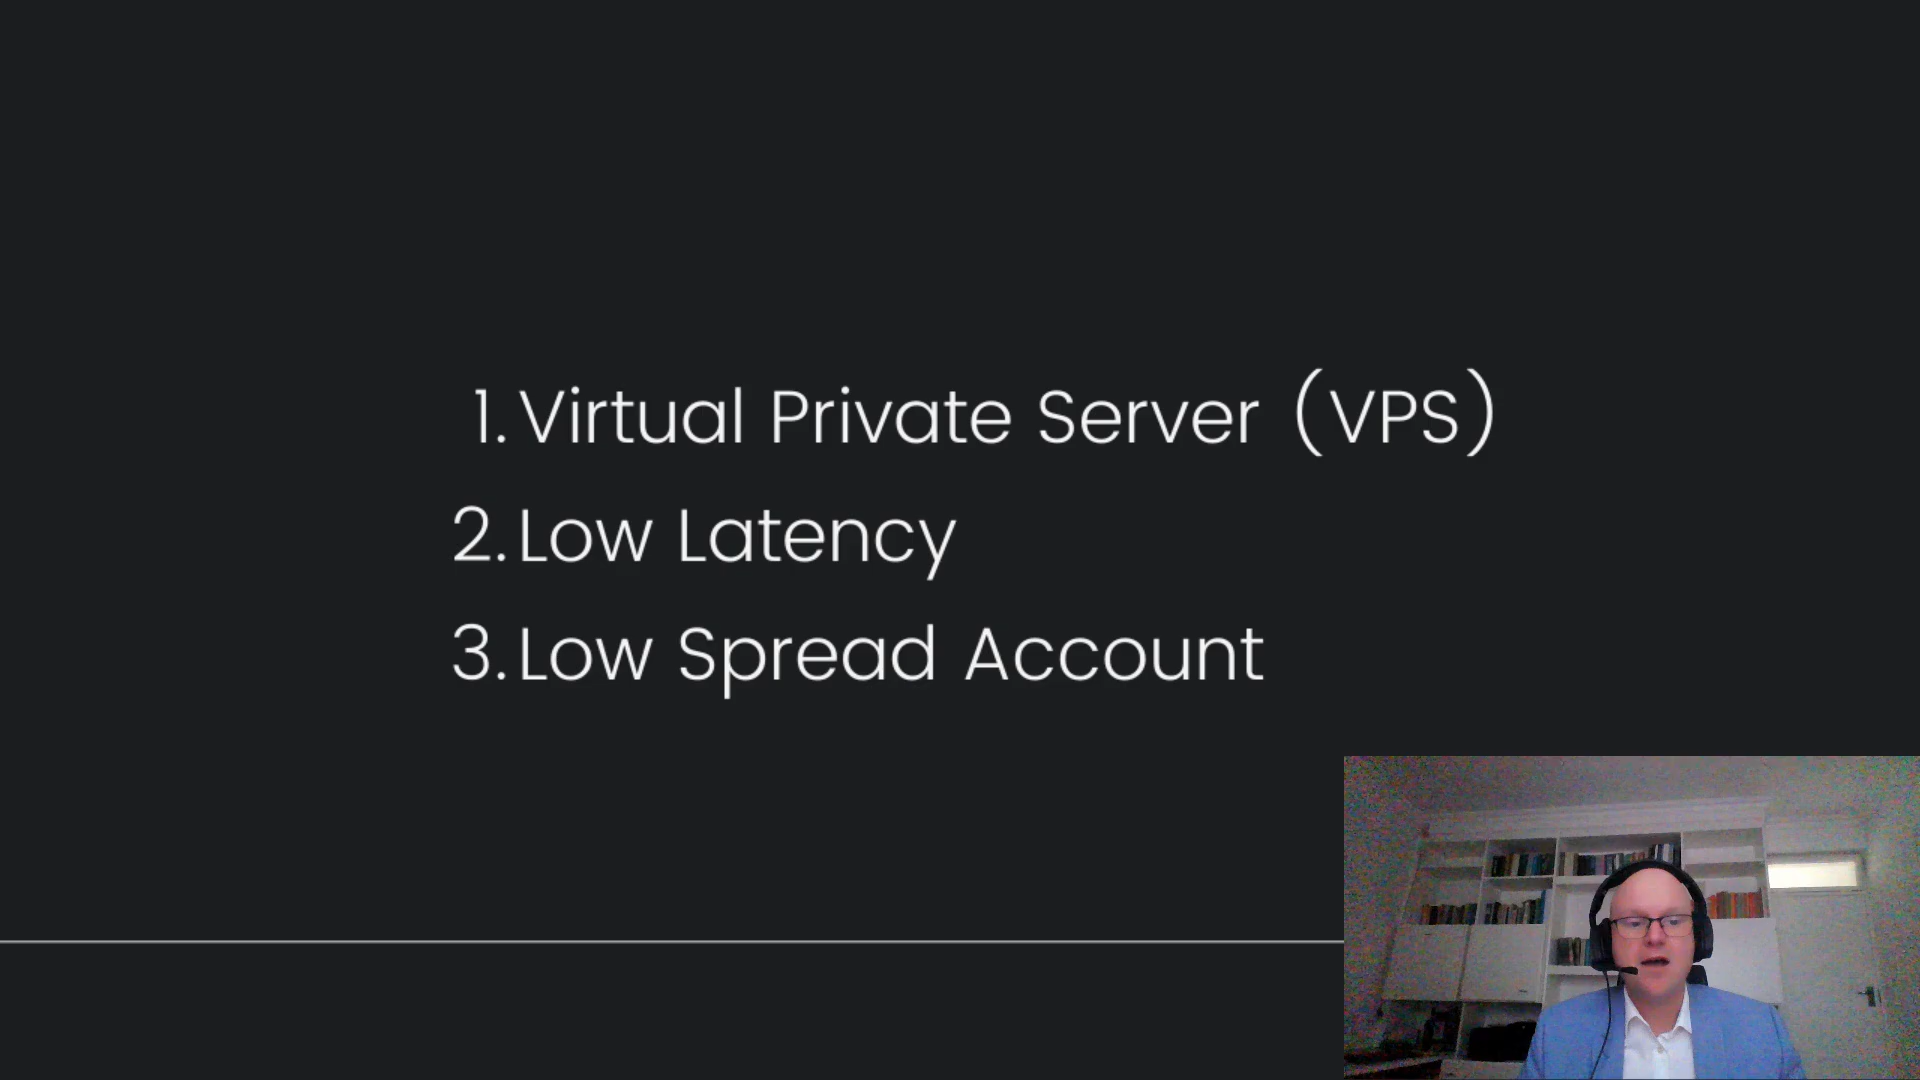 1. Virtual Private Server (VPS)
2. Low Latency
3. Low Spread Account